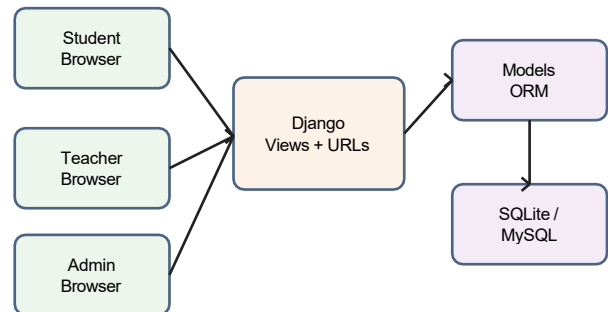 Student
Browser
Teacher
Browser
Admin
Browser
Django
Views + URLs
Models
ORM
SQLite /
MySQL